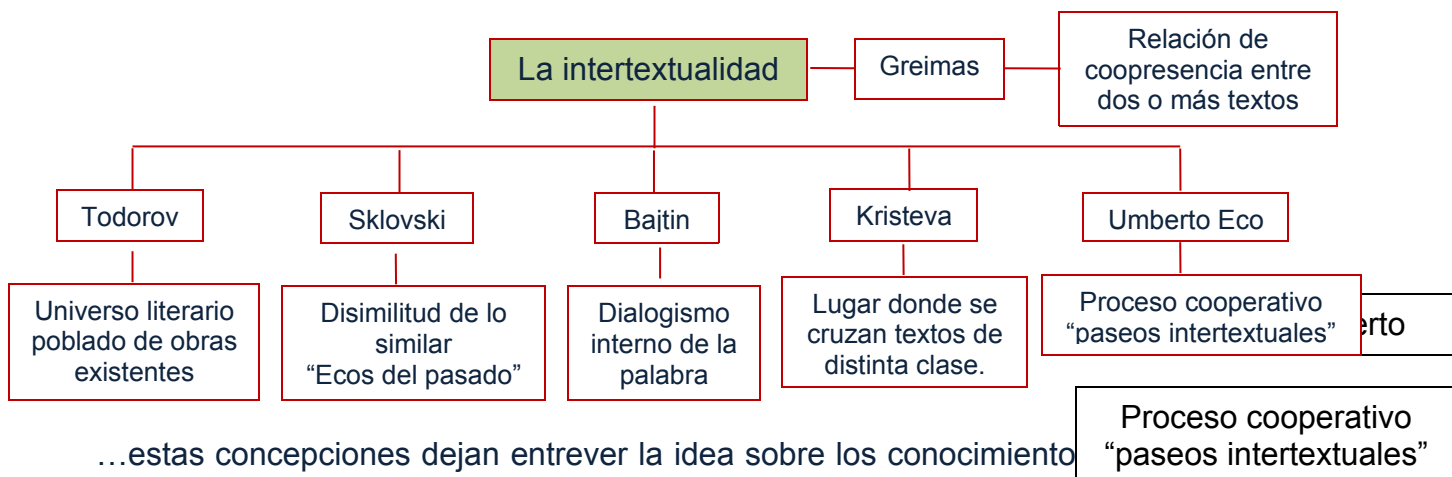 La intertextualidad
Greimas
Relación de
coopresencia entre
dos o más textos
Todorov
Sklovski
Bajtin
Kristeva
Umberto Eco
Universo literario
poblado de obras
existentes
Disimilitud de lo
similar
“Ecos del pasado”
Dialogismo
interno de la
palabra
Lugar donde se
cruzan textos de
distinta clase.
Proceso cooperativo
“paseos intertextuales”
erto
Proceso cooperativo
“paseos intertextuales”
…estas concepciones dejan entrever la idea sobre los conocimiento